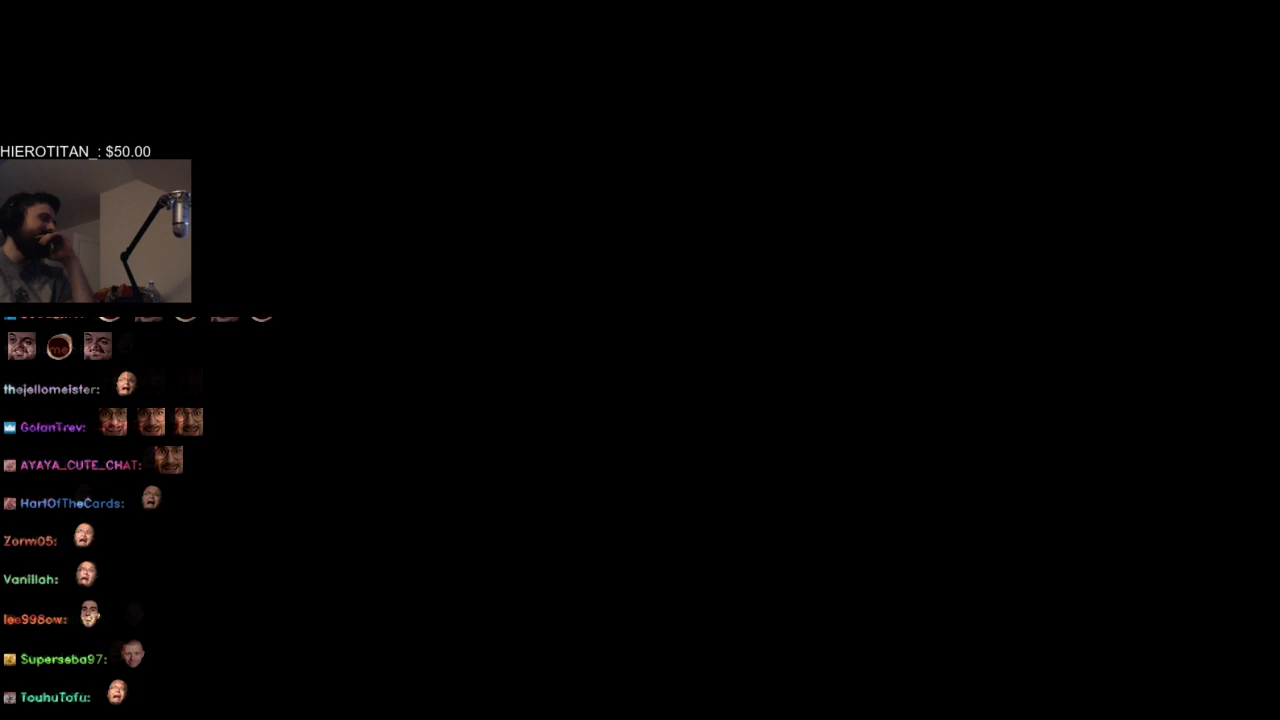 HIEROTITAN_: $50.00
thejellomeister:
GolanTrev:
AYAYA_CUTE_CHAT:
HartOfTheCards:
Zorm05:
Vanillah:
lee998ow:
Superseba97:
TouhuTofu: